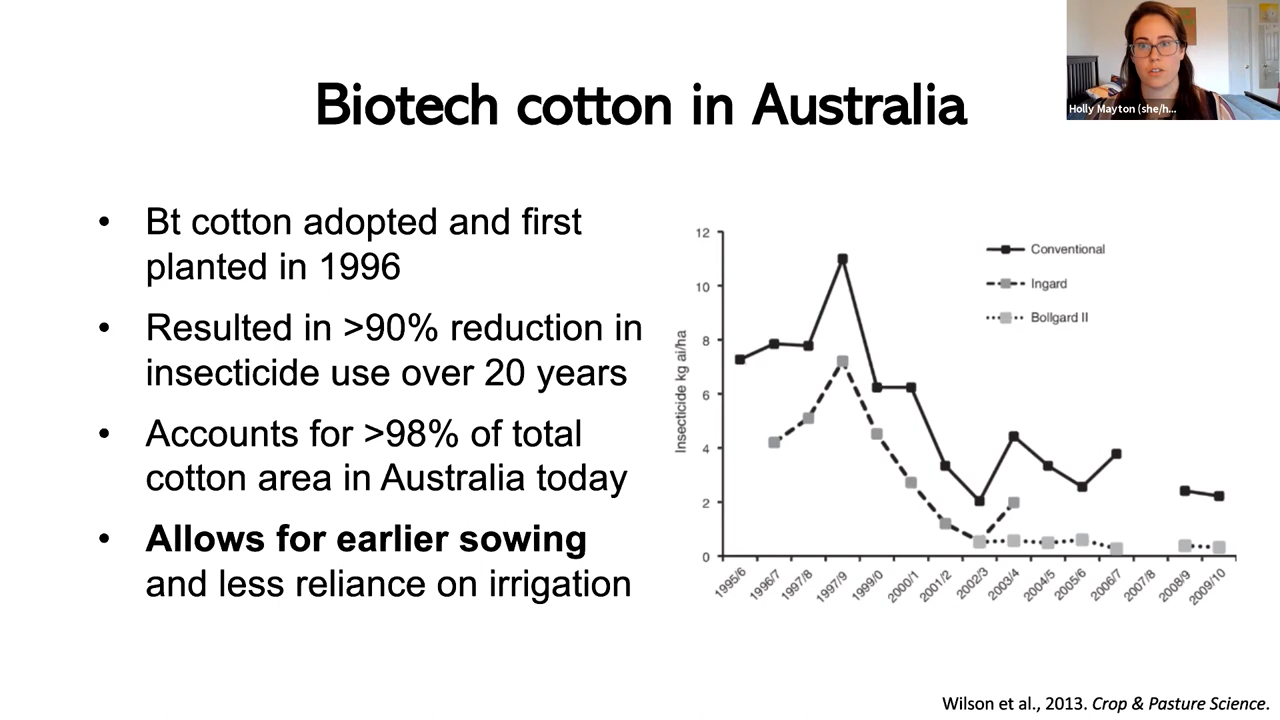 Holly Mayton (she/h...
Biotech cotton in Australia
• Bt cotton adopted and first
planted in 1996
• Resulted in >90% reduction in
insecticide use over 20 years
• Accounts for >98% of total
cotton area in Australia today
• Allows for earlier sowing
and less reliance on irrigation
12
10
8
6
4
2
0
Insecticide kg ai/ha
Conventional
Ingard
Bollgard II
1995/6
1996/7
1997/8
1997/9
1999/0
2000/1
2001/2
2002/3
2003/4
2004/5
2005/6
2006/7
2007/8
2008/9
2009/10
Wilson et al., 2013. Crop & Pasture Science.